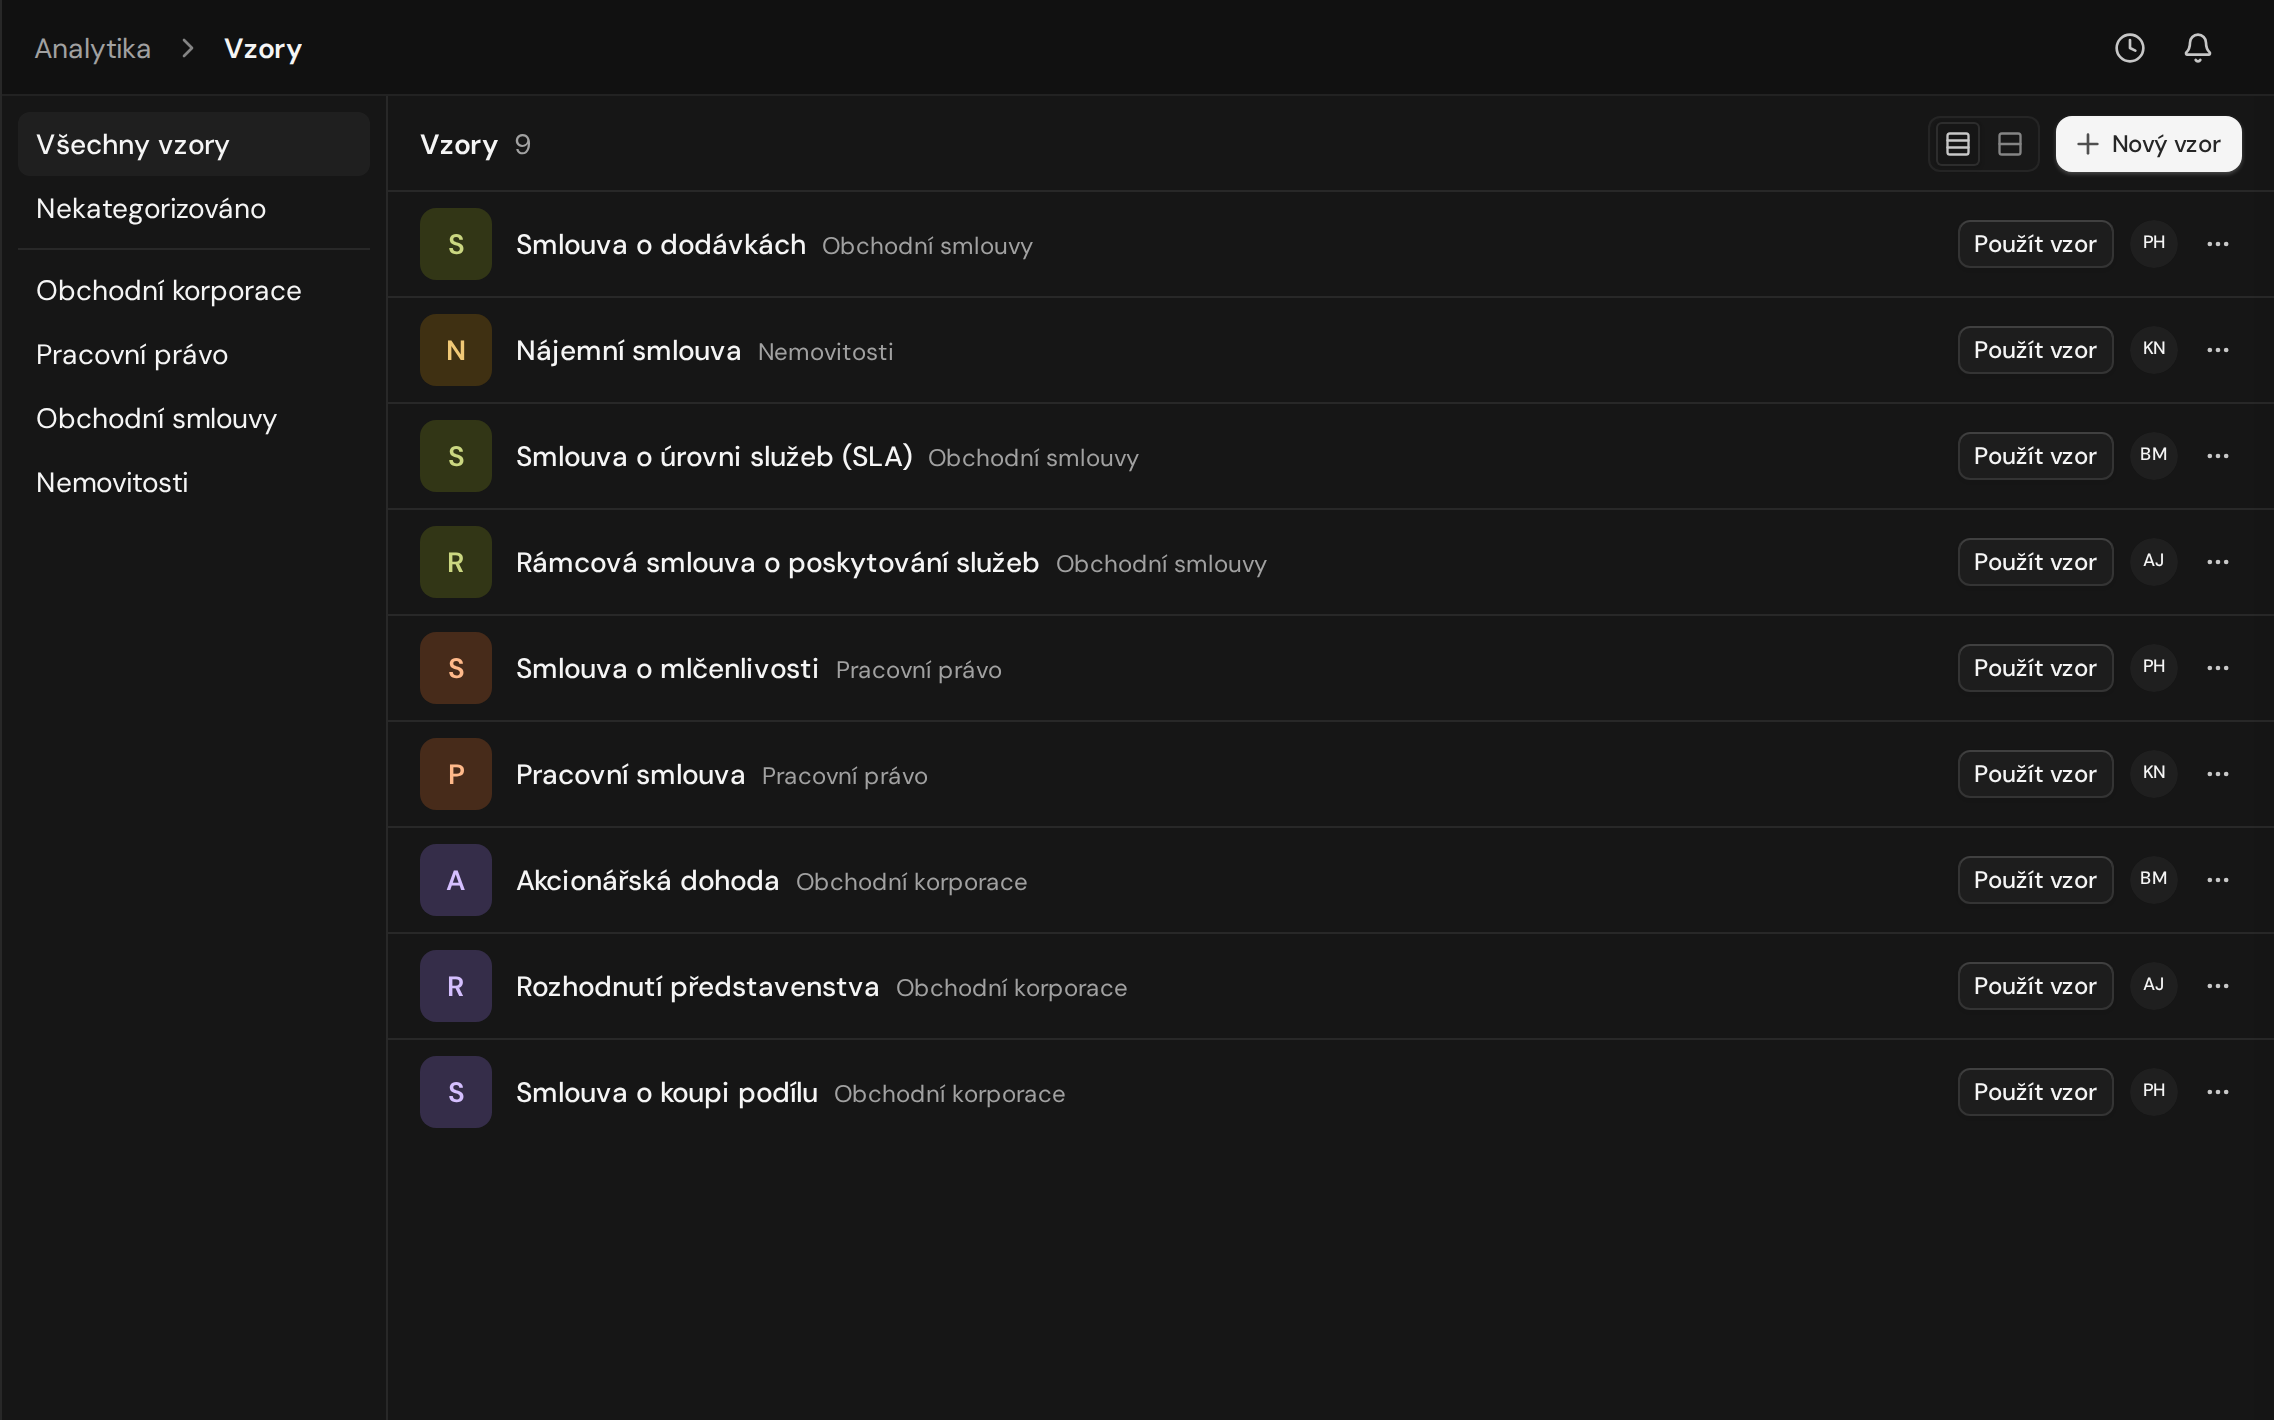 Analytika > Vzory
Všechny vzory
Nekategorizováno
Obchodní korporace
Pracovní právo
Obchodní smlouvy
Nemovitosti
Vzory 9
Nový vzor
S Smlouva o dodávkách Obchodní smlouvy Použít vzor PH
N Nájemní smlouva Nemovitosti Použít vzor KN
S Smlouva o úrovni služeb (SLA) Obchodní smlouvy Použít vzor BM
R Rámcová smlouva o poskytování služeb Obchodní smlouvy Použít vzor AJ
S Smlouva o mlčenlivosti Pracovní právo Použít vzor PH
P Pracovní smlouva Pracovní právo Použít vzor KN
A Akcionářská dohoda Obchodní korporace Použít vzor BM
R Rozhodnutí představenstva Obchodní korporace Použít vzor AJ
S Smlouva o koupi podílu Obchodní korporace Použít vzor PH